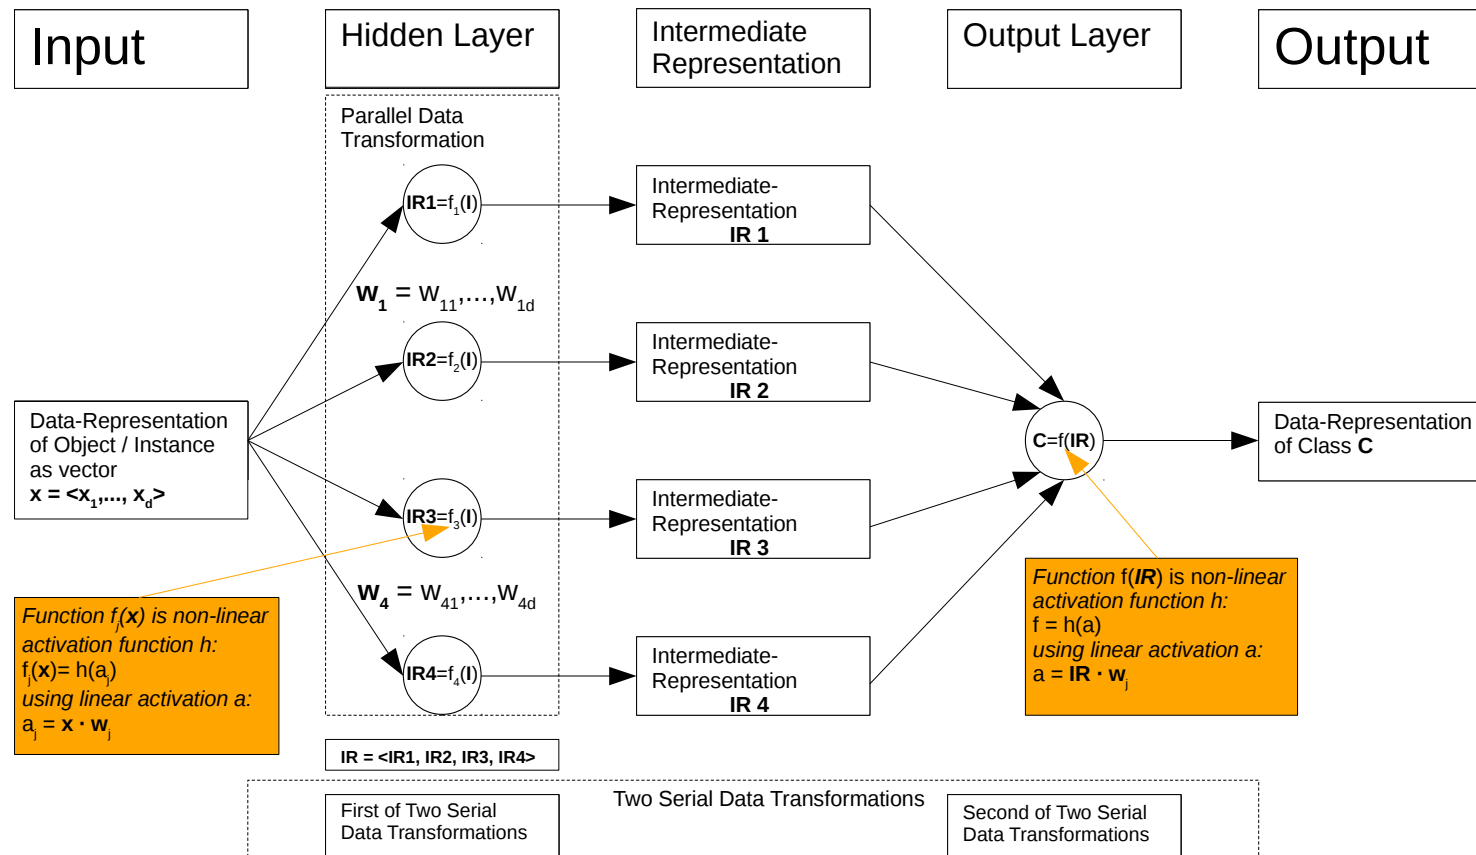 Input
Hidden Layer
Intermediate
Representation
Output Layer
Output
Parallel Data
Transformation
IR1=f₁(I)
Intermediate-
Representation
IR 1
w₁ = w₁₁,...,w₁d
IR2=f₂(I)
Intermediate-
Representation
IR 2
Data-Representation
of Object / Instance
as vector
x = <x₁,..., xd>
C=f(IR)
Data-Representation
of Class C
IR3=f₃(I)
Intermediate-
Representation
IR 3
w₄ = w₄₁,...,w₄d
IR4=f₄(I)
Intermediate-
Representation
IR 4
Function fj(x) is non-linear
activation function h:
fj(x)= h(aj)
using linear activation a:
aj = x · wj
Function f(IR) is non-linear
activation function h:
f = h(a)
using linear activation a:
a = IR · wj
IR = <IR1, IR2, IR3, IR4>
Two Serial Data Transformations
First of Two Serial
Data Transformations
Second of Two Serial
Data Transformations